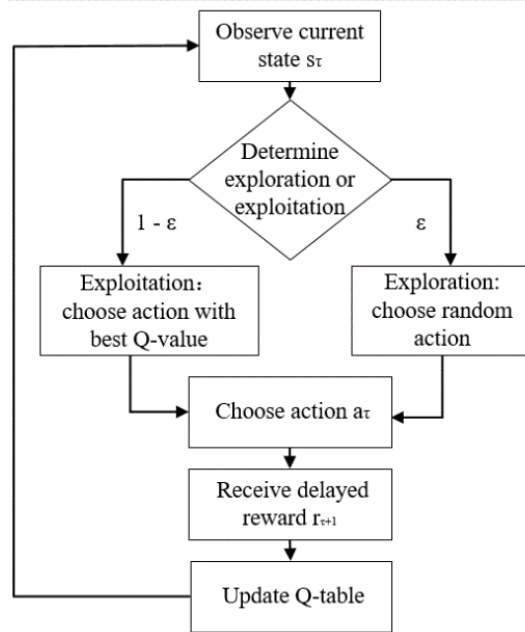 Observe current
state sτ
Determine
exploration or
exploitation
1 - ε
ε
Exploitation：
choose action with
best Q-value
Exploration:
choose random
action
Choose action aτ
Receive delayed
reward rτ+1
Update Q-table